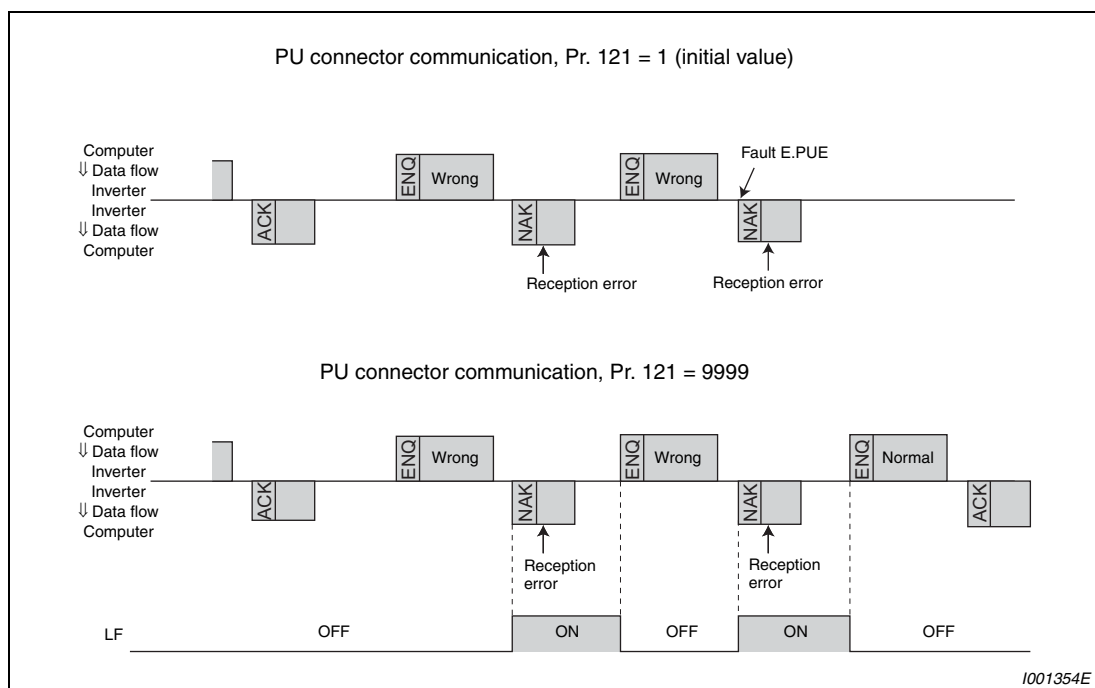 PU connector communication, Pr. 121 = 1 (initial value)
Computer
⇓ Data flow
Inverter
Inverter
⇓ Data flow
Computer
ACK
ENQ
Wrong
NAK
Reception error
ENQ
Wrong
Fault E.PUE
NAK
Reception error
PU connector communication, Pr. 121 = 9999
Computer
⇓ Data flow
Inverter
Inverter
⇓ Data flow
Computer
ACK
ENQ
Wrong
NAK
Reception
error
ENQ
Wrong
NAK
Reception
error
ENQ
Normal
ACK
LF
OFF
ON
OFF
ON
OFF
I001354E